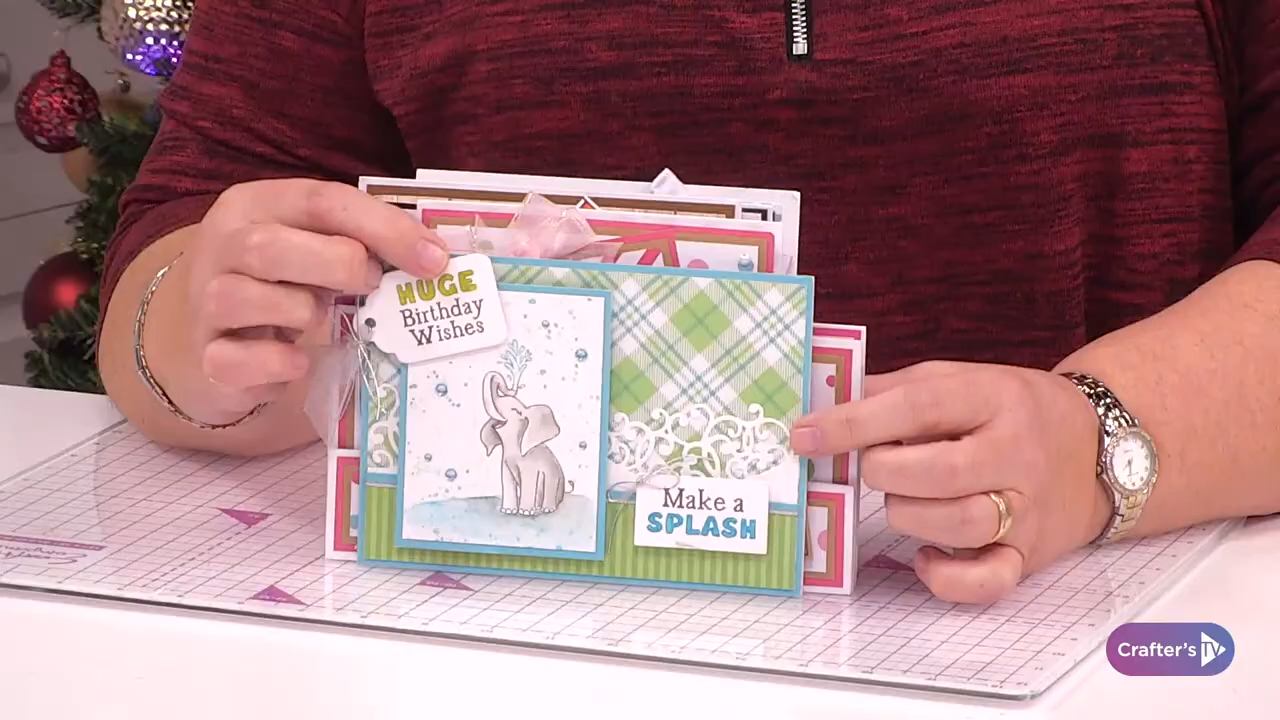 HUGE
Birthday
Wishes
Make a
SPLASH
Crafter's TV